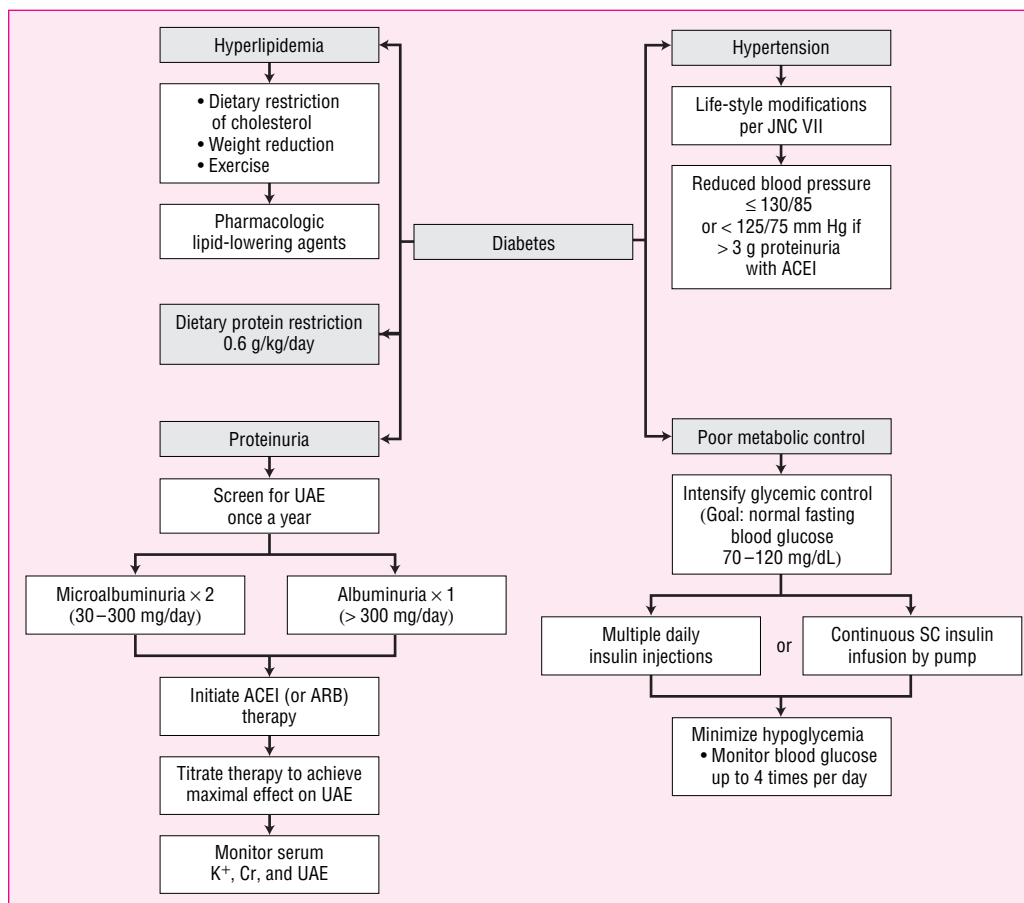 Hyperlipidemia
• Dietary restriction
of cholesterol
• Weight reduction
• Exercise
Pharmacologic
lipid-lowering agents
Dietary protein restriction
0.6 g/kg/day
Proteinuria
Screen for UAE
once a year
Microalbuminuria × 2
(30–300 mg/day)
Albuminuria × 1
(> 300 mg/day)
Initiate ACEI (or ARB)
therapy
Titrate therapy to achieve
maximal effect on UAE
Monitor serum
K⁺, Cr, and UAE
Diabetes
Hypertension
Life-style modifications
per JNC VII
Reduced blood pressure
≤ 130/85
or < 125/75 mm Hg if
> 3 g proteinuria
with ACEI
Poor metabolic control
Intensify glycemic control
(Goal: normal fasting
blood glucose
70–120 mg/dL)
Multiple daily
insulin injections
or
Continuous SC insulin
infusion by pump
Minimize hypoglycemia
• Monitor blood glucose
up to 4 times per day